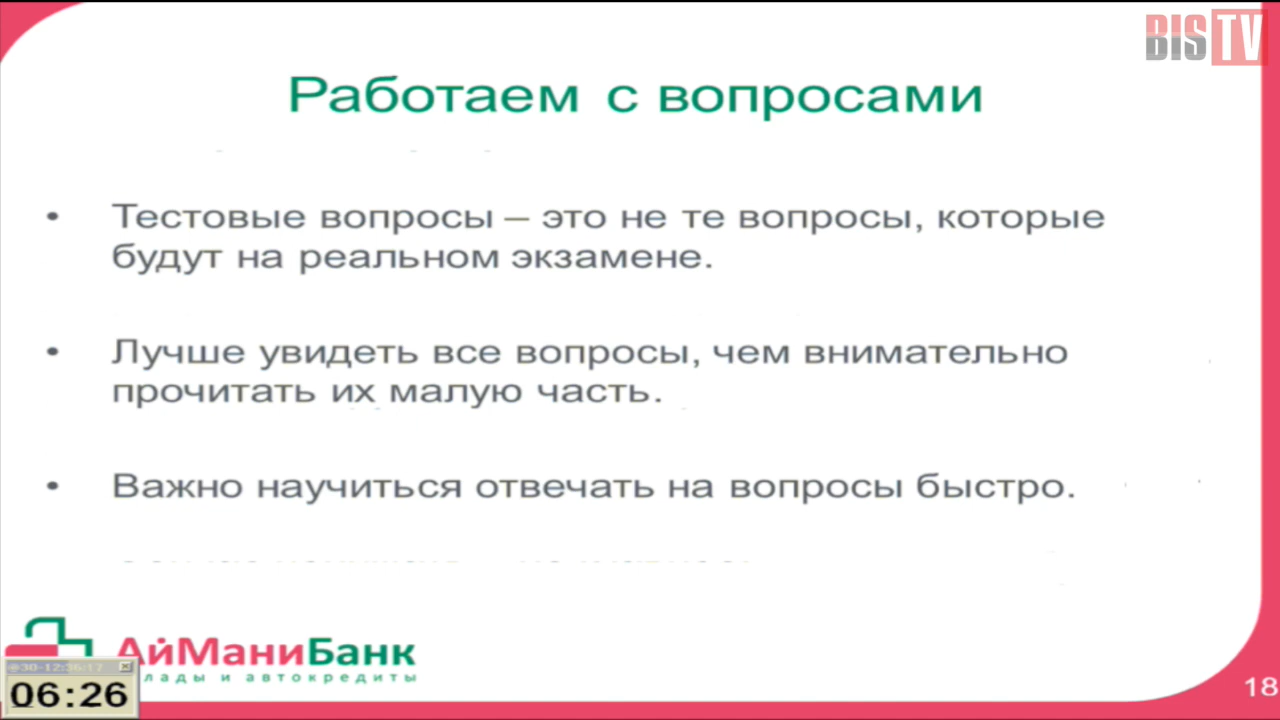 BIS TV
Работаем с вопросами
• Тестовые вопросы – это не те вопросы, которые
будут на реальном экзамене.
• Лучше увидеть все вопросы, чем внимательно
прочитать их малую часть.
• Важно научиться отвечать на вопросы быстро.
АйМаниБанк
и автокредиты
06:26
18